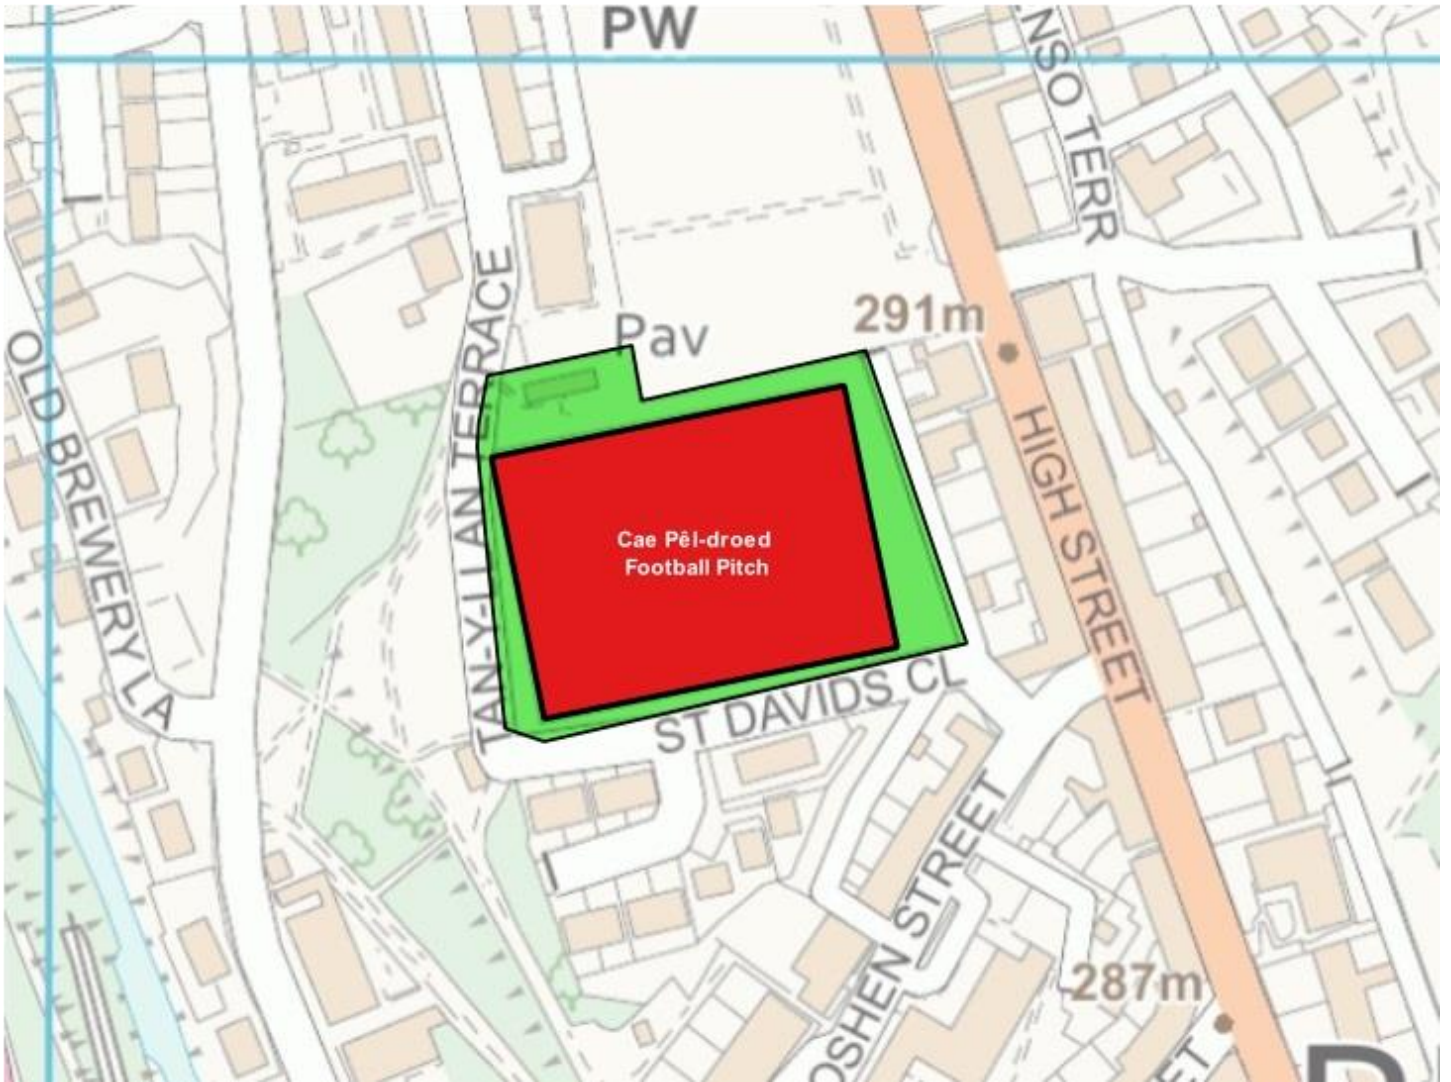 PW
NSO TERR
291m
Pav
TAN-Y-LLAN TERRACE
OLD BREWERY LA
HIGH STREET
Cae Pêl-droed
Football Pitch
ST DAVIDS CL
OSHEN STREET
287m
ET